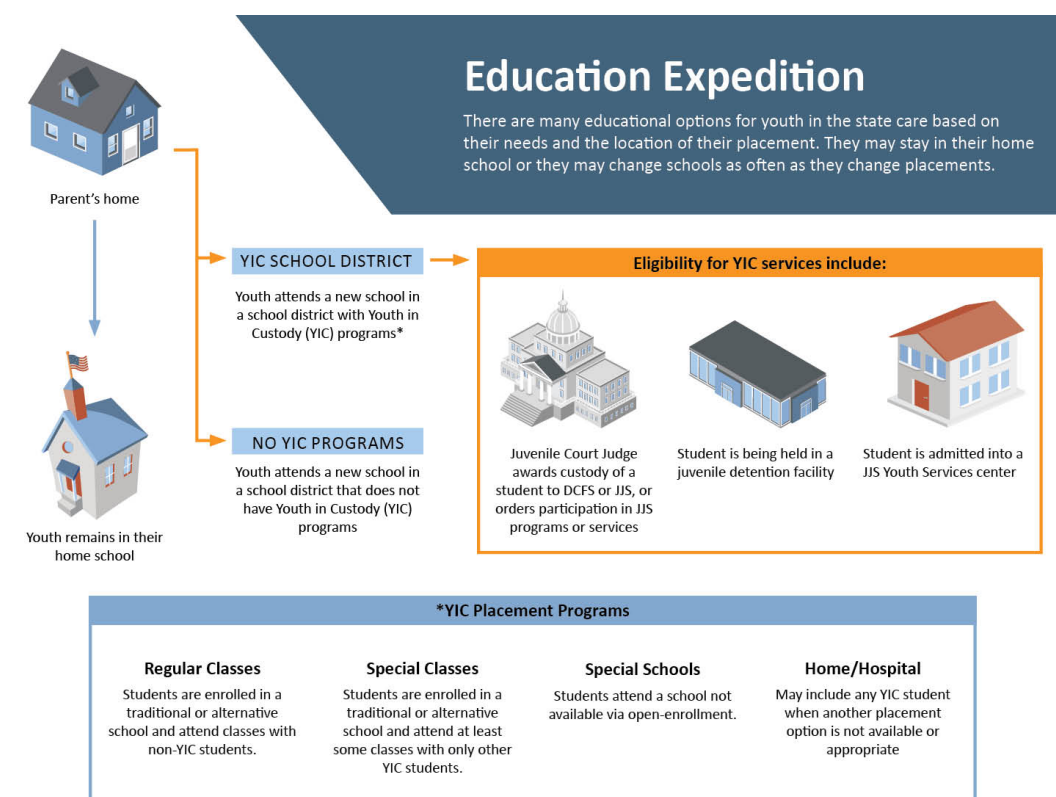 Education Expedition
There are many educational options for youth in the state care based on
their needs and the location of their placement. They may stay in their home
school or they may change schools as often as they change placements.
Parent's home
YIC SCHOOL DISTRICT
Youth attends a new school in
a school district with Youth in
Custody (YIC) programs*
NO YIC PROGRAMS
Youth attends a new school in
a school district that does not
have Youth in Custody (YIC)
programs
Youth remains in their
home school
Eligibility for YIC services include:
Juvenile Court Judge
awards custody of a
student to DCFS or JJS, or
orders participation in JJS
programs or services
Student is being held in a
juvenile detention facility
Student is admitted into a
JJS Youth Services center
*YIC Placement Programs
Regular Classes
Students are enrolled in a
traditional or alternative
school and attend classes with
non-YIC students.
Special Classes
Students are enrolled in a
traditional or alternative
school and attend at least
some classes with only other
YIC students.
Special Schools
Students attend a school not
available via open-enrollment.
Home/Hospital
May include any YIC student
when another placement
option is not available or
appropriate